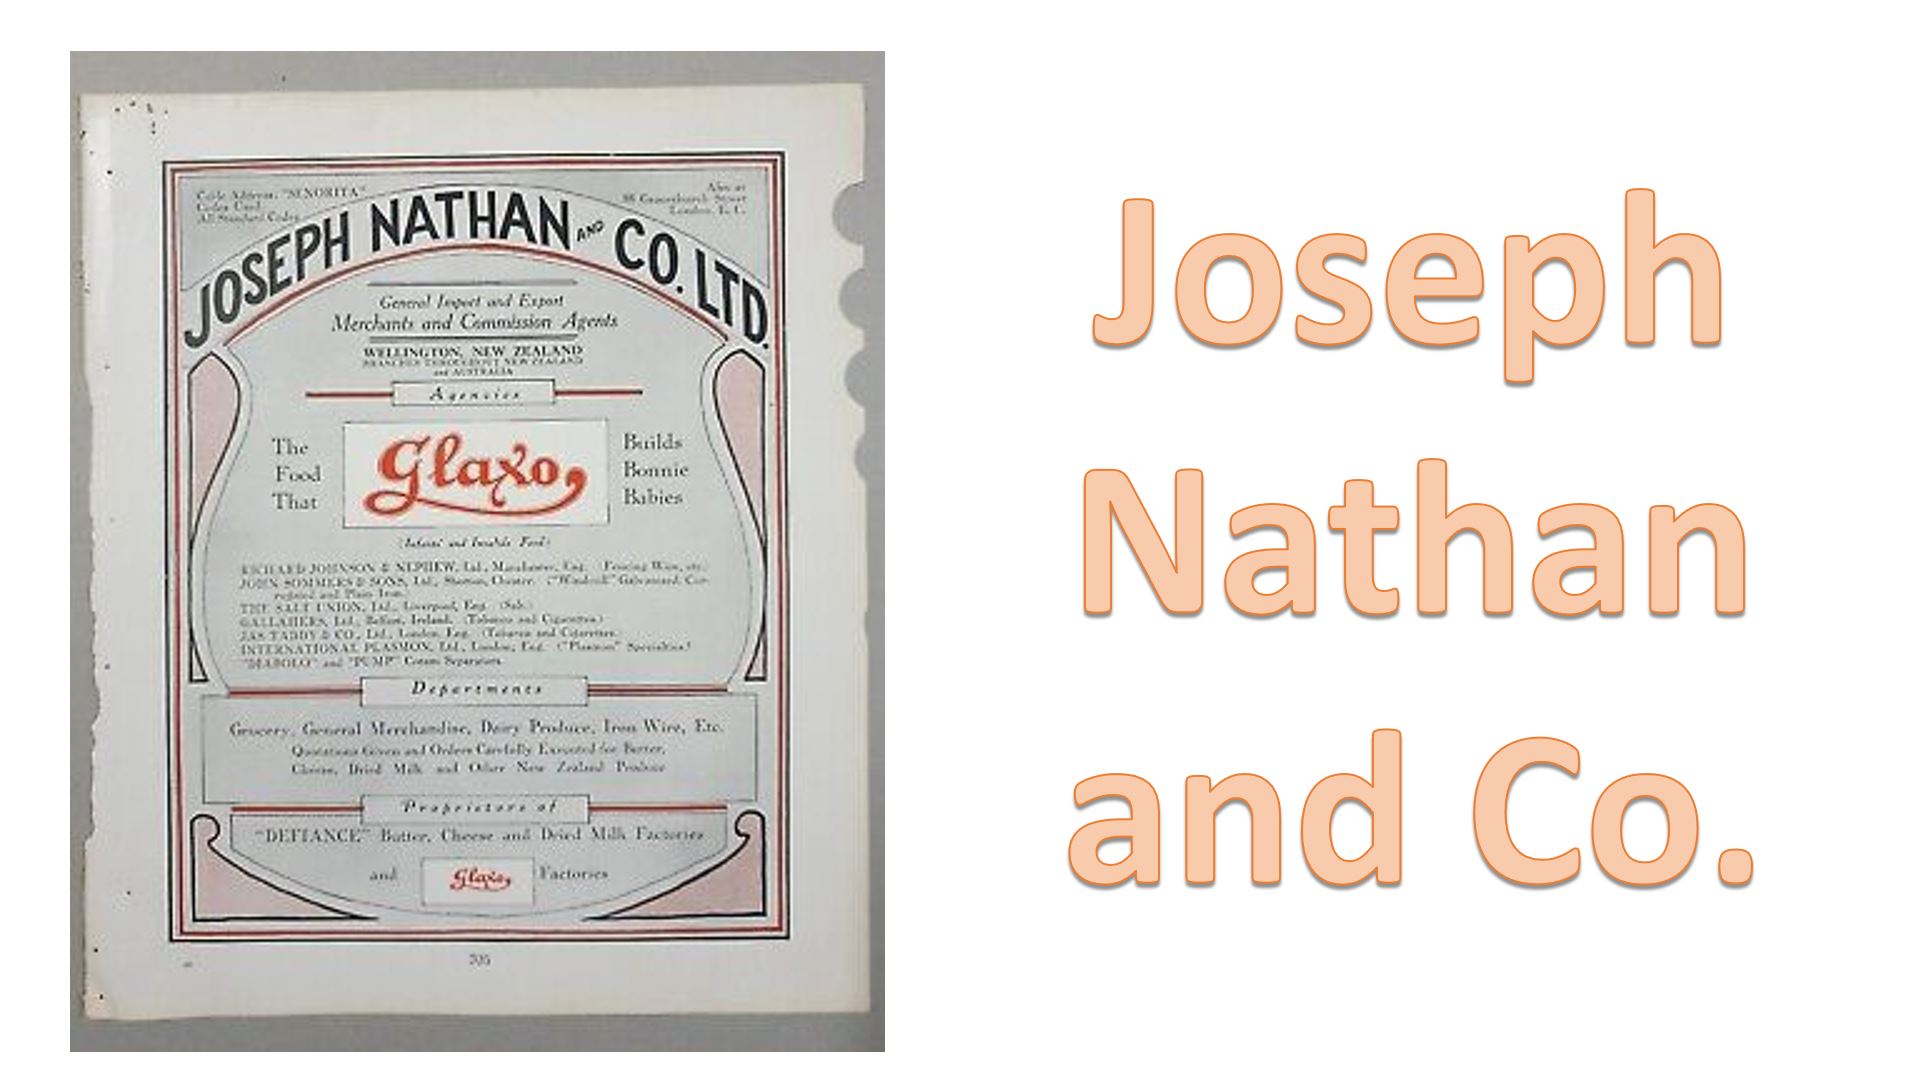 Cable Address: "SENORITA"
Codes Used
All Standard Codes
Also at
88 Gracechurch Street
London, E. C.
JOSEPH NATHAN AND CO. LTD.
General Import and Export
Merchants and Commission Agents
WELLINGTON, NEW ZEALAND
BRANCHES THROUGHOUT NEW ZEALAND
and AUSTRALIA
Agencies
The
Food
That
Glaxo
Builds
Bonnie
Babies
(Infants' and Invalids' Food)
RICHARD JOHNSON & NEPHEW, Ltd., Manchester, Eng. (Fencing Wire, etc.)
JOHN SOMMERS & SONS, Ltd., Shotton, Chester. ("Windmill" Galvanized Cor-
rugated and Plain Iron.)
THE SALT UNION, Ltd., Liverpool, Eng. (Salt.)
GALLAHERS, Ltd., Belfast, Ireland. (Tobacco and Cigarettes.)
JAS TADDY & CO., Ltd., London, Eng. (Tobacco and Cigarettes.)
INTERNATIONAL PLASMON, Ltd., London, Eng. ("Plasmon" Specialties.)
"DIABOLO" and "PUMP" Cream Separators.
Departments
Grocery, General Merchandise, Dairy Produce, Iron Wire, Etc.
Quotations Given and Orders Carefully Executed for Butter,
Cheese, Dried Milk and Other New Zealand Produce
Proprietors of
"DEFIANCE" Butter, Cheese and Dried Milk Factories
and Glaxo Factories
Joseph
Nathan
and Co.